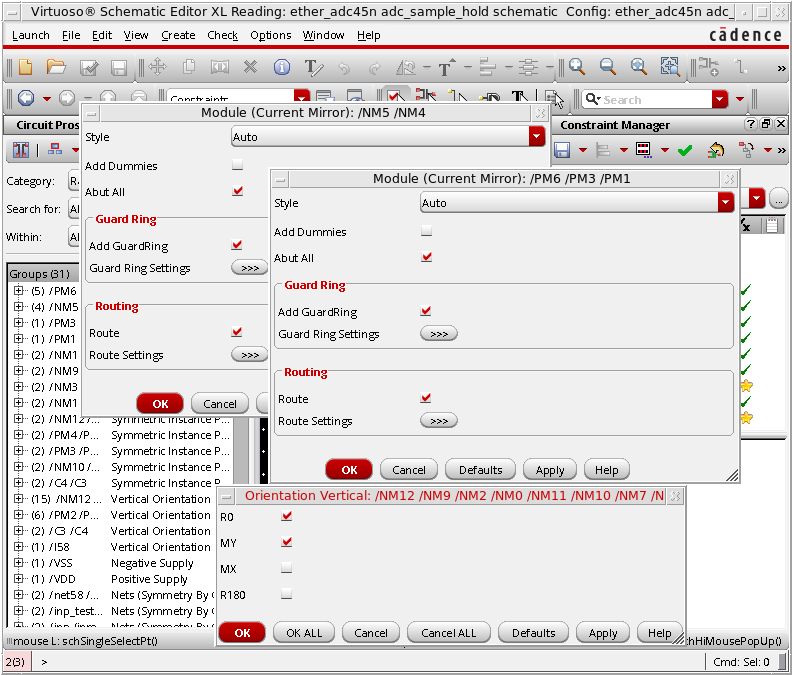 Virtuoso® Schematic Editor XL Reading: ether_adc45n adc_sample_hold schematic Config: ether_adc45n adc_
Launch File Edit View Create Check Options Window Help
cādence
Constraints
Search
Circuit Pros
Constraint Manager
Category:
Search for: Al
Within: Al
Groups (31)
(5) /PM6
(4) /NM5
(1) /PM3
(1) /PM1
(2) /NM1
(2) /NM9
(2) /NM3
(2) /NM1
(2) /NM12/... Symmetric Instance P...
(2) /PM4/P... Symmetric Instance P...
(2) /PM3/P... Symmetric Instance P...
(2) /NM10/... Symmetric Instance P...
(2) /C4 /C3 Symmetric Instance P...
(15) /NM12 ... Vertical Orientation
(6) /PM2/P... Vertical Orientation
(2) /C3 /C4 Vertical Orientation
(1) /I58 Vertical Orientation
(1) /VSS Negative Supply
(1) /VDD Positive Supply
(2) /net58/... Nets (Symmetry By
(2) /inp_test... Nets (Symmetry By
Module (Current Mirror): /NM5 /NM4
Style Auto
Add Dummies
Abut All
Guard Ring
Add GuardRing
Guard Ring Settings >>>
Routing
Route
Route Settings >>>
OK Cancel
Module (Current Mirror): /PM6 /PM3 /PM1
Style Auto
Add Dummies
Abut All
Guard Ring
Add GuardRing
Guard Ring Settings >>>
Routing
Route
Route Settings >>>
OK Cancel Defaults Apply Help
Orientation Vertical: /NM12 /NM9 /NM2 /NM0 /NM11 /NM10 /NM7 /N
R0
MY
MX
R180
OK OK ALL Cancel Cancel ALL Defaults Apply Help
mouse L: schSingleSelectPt()
chHiMousePopUp()
2(3) >
Cmd: Sel: 0